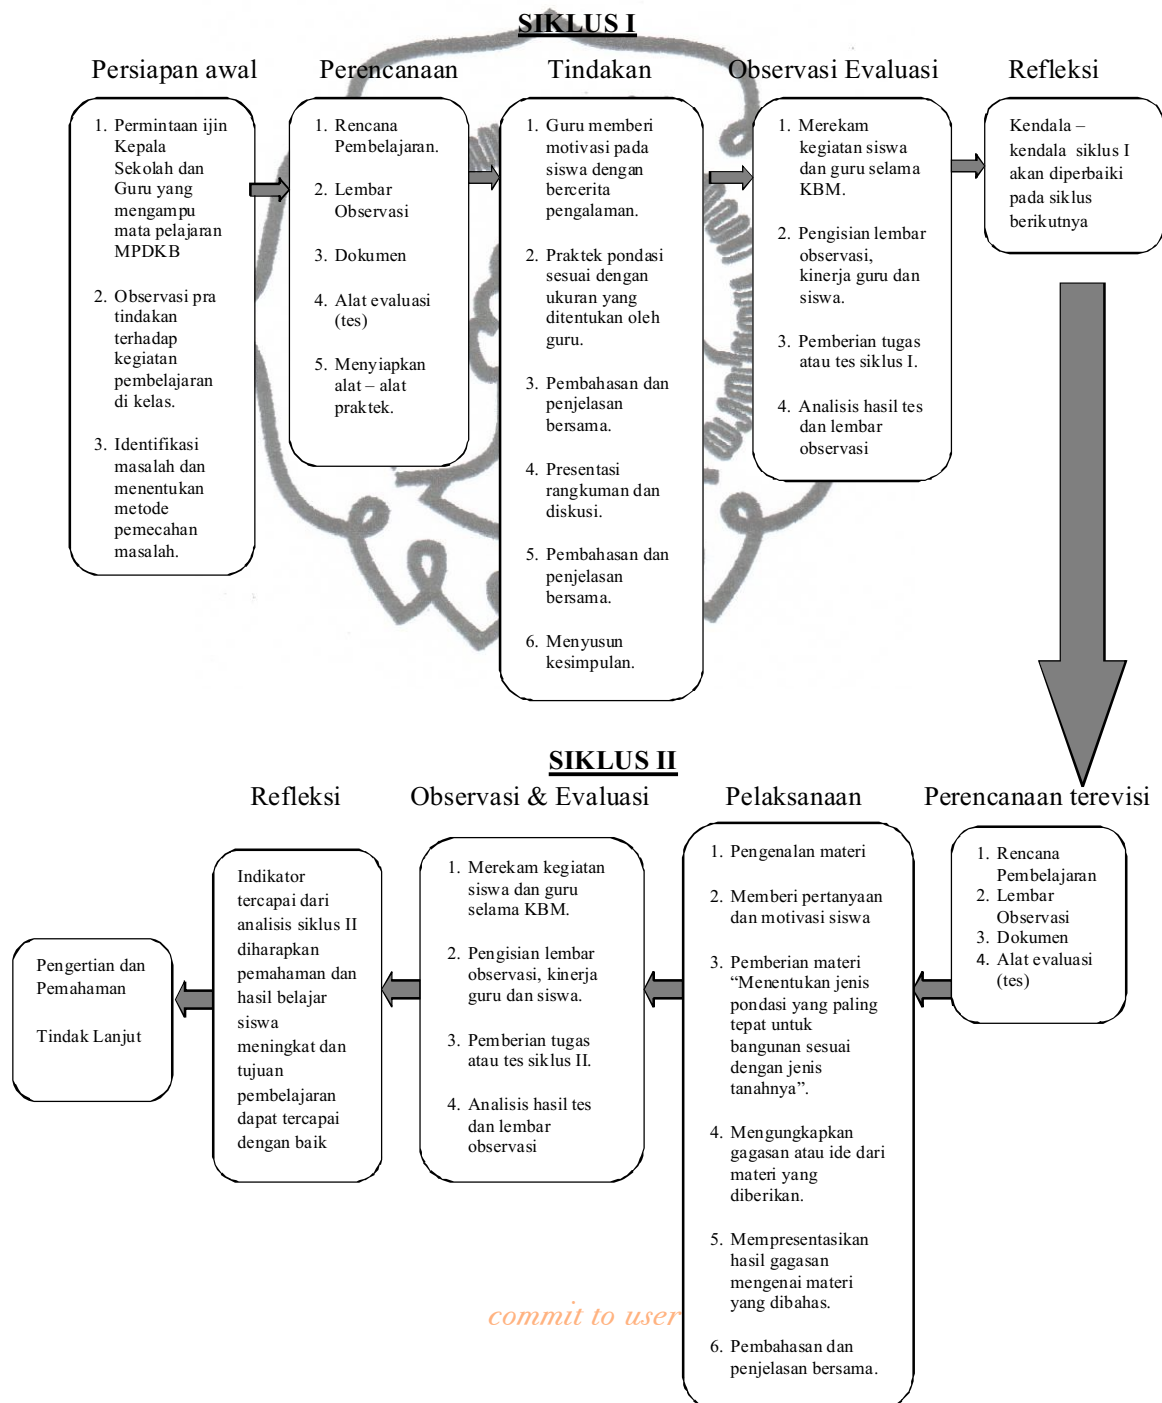 SIKLUS I
Persiapan awal
1. Permintaan ijin
Kepala
Sekolah dan
Guru yang
mengampu
mata pelajaran
MPDKB
2. Observasi pra
tindakan
terhadap
kegiatan
pembelajaran
di kelas.
3. Identifikasi
masalah dan
menentukan
metode
pemecahan
masalah.
Perencanaan
1. Rencana
Pembelajaran.
2. Lembar
Observasi
3. Dokumen
4. Alat evaluasi
(tes)
5. Menyiapkan
alat – alat
praktek.
Tindakan
1. Guru memberi
motivasi pada
siswa dengan
bercerita
pengalaman.
2. Praktek pondasi
sesuai dengan
ukuran yang
ditentukan oleh
guru.
3. Pembahasan dan
penjelasan
bersama.
4. Presentasi
rangkuman dan
diskusi.
5. Pembahasan dan
penjelasan
bersama.
6. Menyusun
kesimpulan.
Observasi Evaluasi
1. Merekam
kegiatan siswa
dan guru selama
KBM.
2. Pengisian lembar
observasi,
kinerja guru dan
siswa.
3. Pemberian tugas
atau tes siklus I.
4. Analisis hasil tes
dan lembar
observasi
Refleksi
Kendala –
kendala siklus I
akan diperbaiki
pada siklus
berikutnya
SIKLUS II
Perencanaan terevisi
1. Rencana
Pembelajaran
2. Lembar
Observasi
3. Dokumen
4. Alat evaluasi
(tes)
Pelaksanaan
1. Pengenalan materi
2. Memberi pertanyaan
dan motivasi siswa
3. Pemberian materi
“Menentukan jenis
pondasi yang paling
tepat untuk
bangunan sesuai
dengan jenis
tanahnya”.
4. Mengungkapkan
gagasan atau ide dari
materi yang
diberikan.
5. Mempresentasikan
hasil gagasan
mengenai materi
yang dibahas.
6. Pembahasan dan
penjelasan bersama.
Observasi & Evaluasi
1. Merekam kegiatan
siswa dan guru
selama KBM.
2. Pengisian lembar
observasi, kinerja
guru dan siswa.
3. Pemberian tugas
atau tes siklus II.
4. Analisis hasil tes
dan lembar
observasi
Refleksi
Indikator
tercapai dari
analisis siklus II
diharapkan
pemahaman dan
hasil belajar
siswa
meningkat dan
tujuan
pembelajaran
dapat tercapai
dengan baik
Pengertian dan
Pemahaman
Tindak Lanjut
commit to user